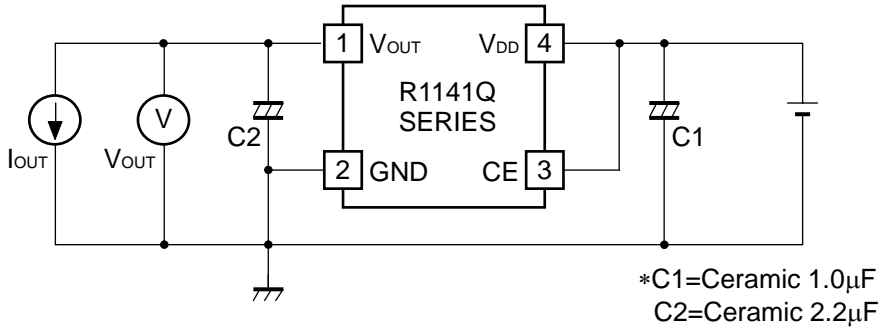 1 VOUT VDD 4
R1141Q
SERIES
IOUT
V
VOUT
C2
2 GND CE 3
C1
*C1=Ceramic 1.0μF
C2=Ceramic 2.2μF